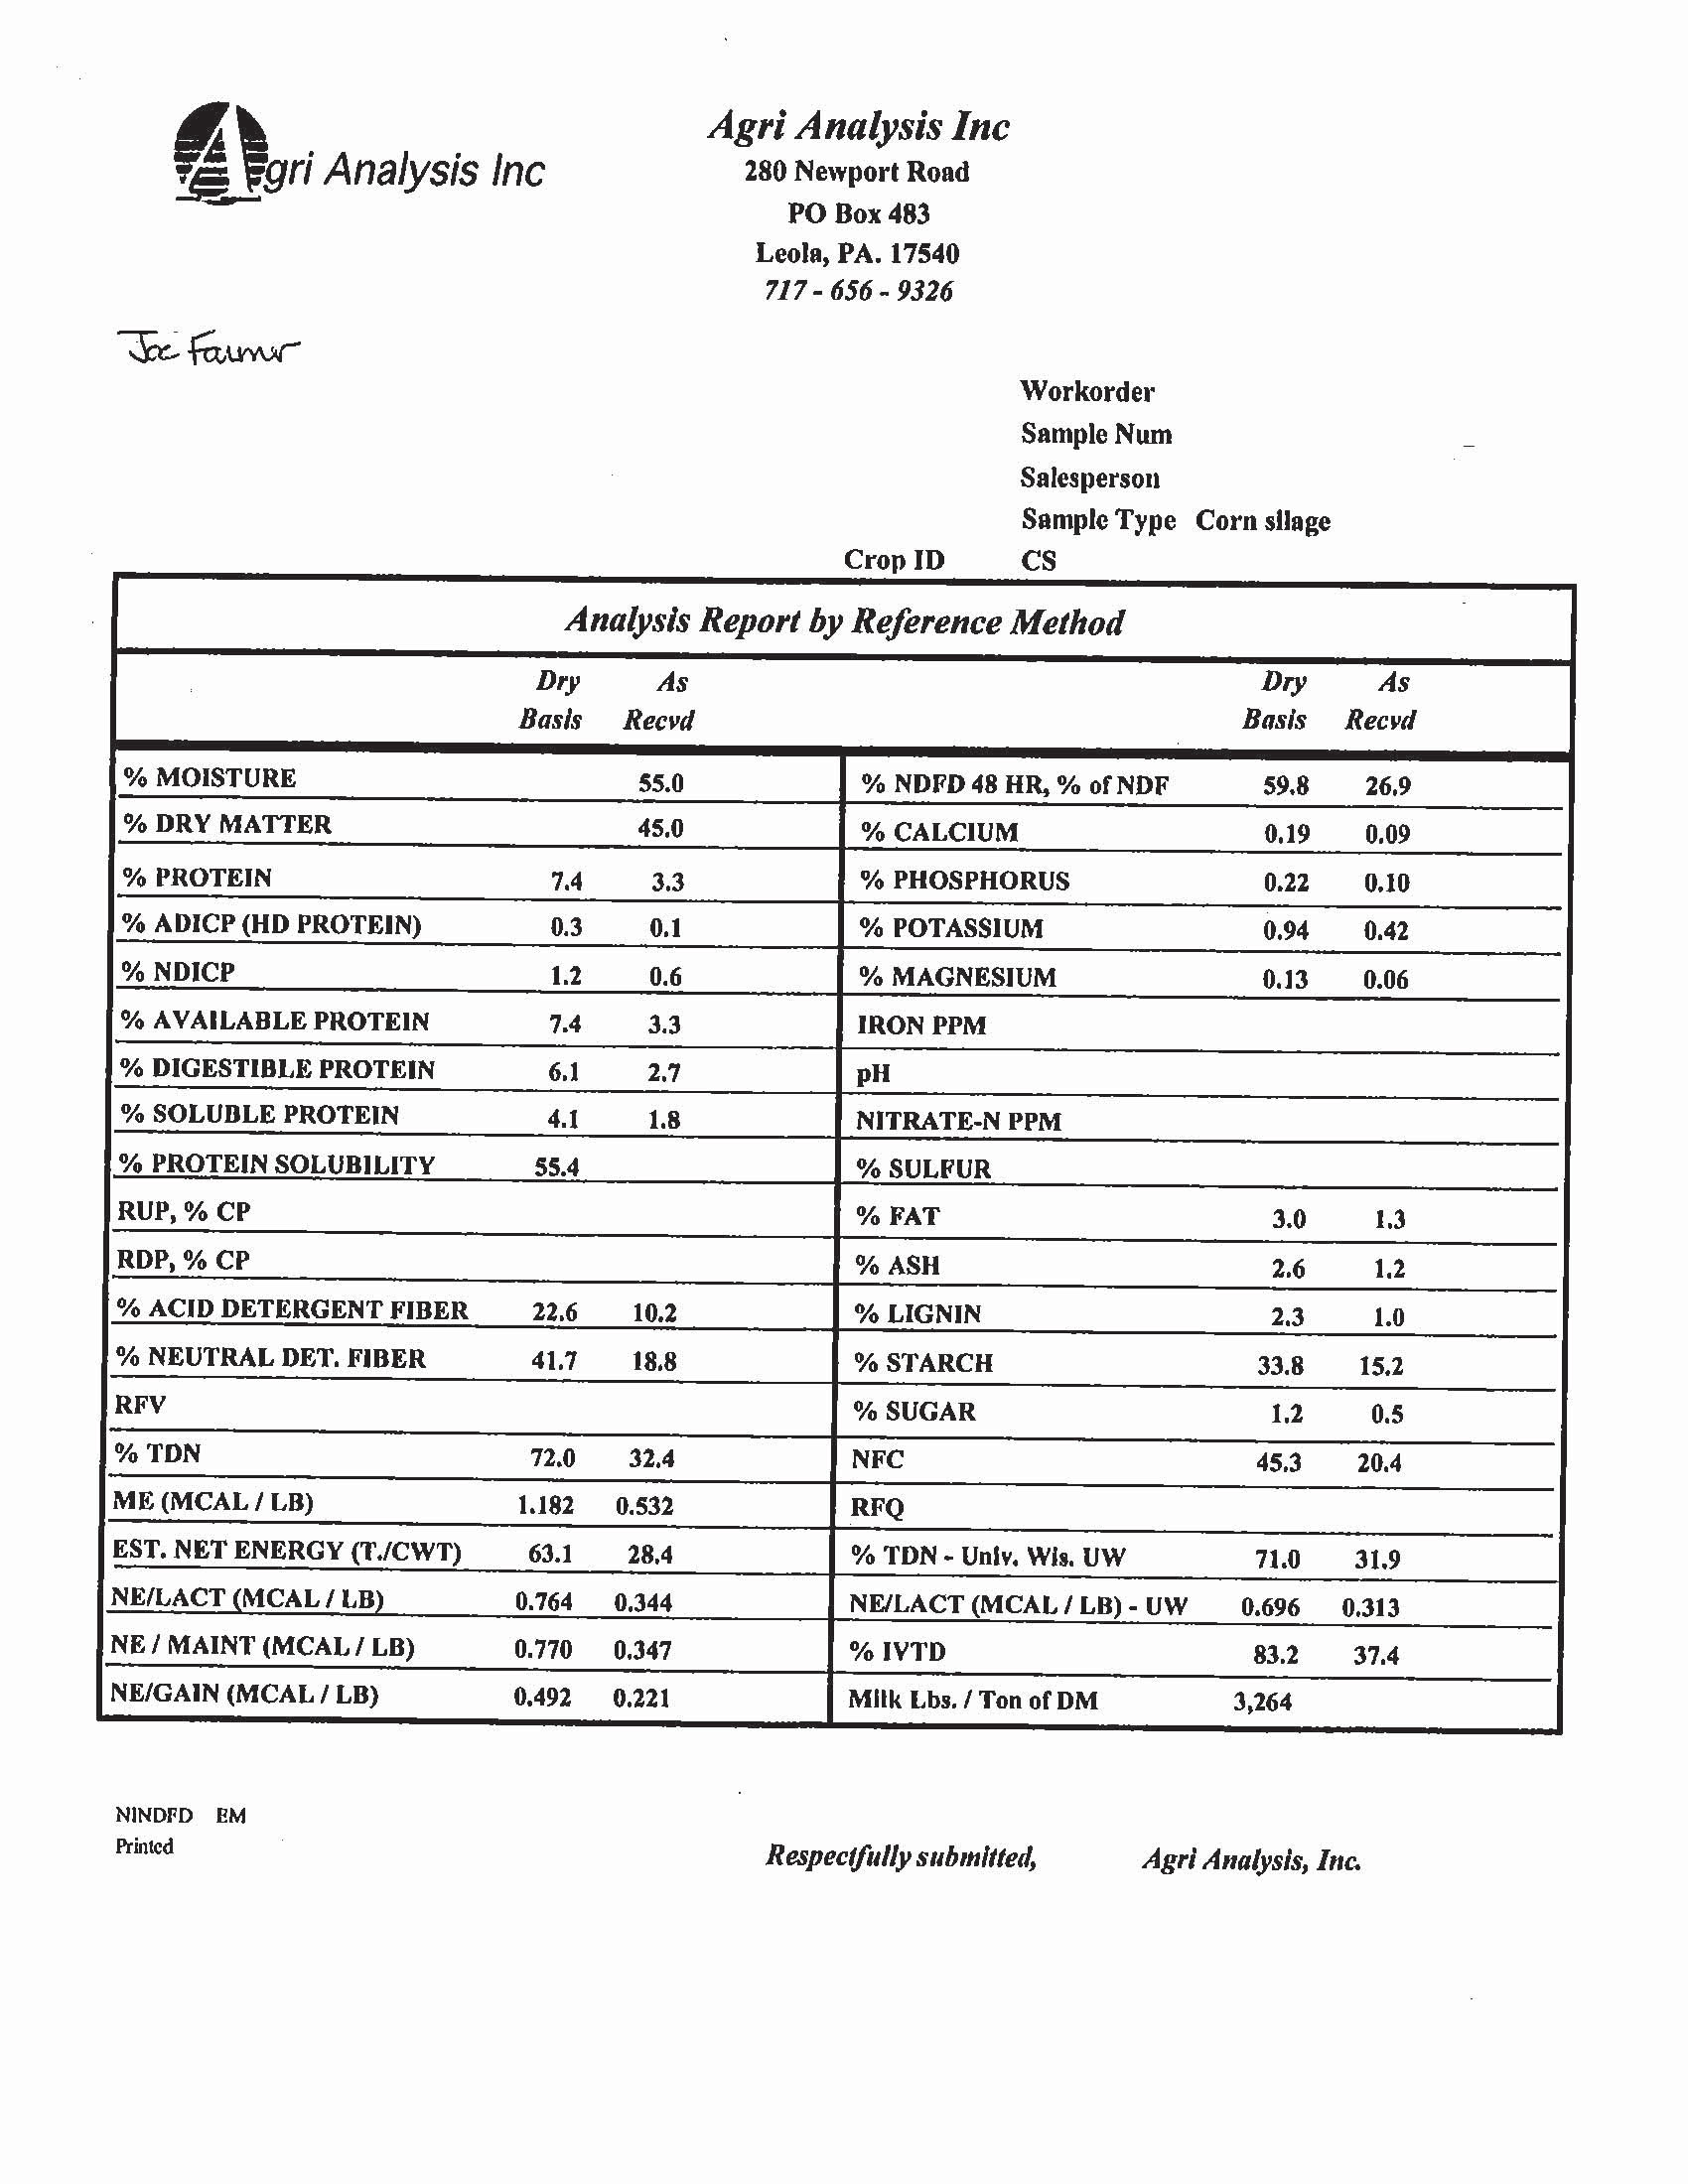 Agri Analysis Inc
Agri Analysis Inc
280 Newport Road
PO Box 483
Leola, PA. 17540
717 - 656 - 9326
Joe Farmer
Workorder
Sample Num
Salesperson
Sample Type Corn silage
Crop ID CS
Analysis Report by Reference Method
Dry As Dry As
Basis Recvd Basis Recvd
% MOISTURE 55.0 % NDFD 48 HR, % of NDF 59.8 26.9
% DRY MATTER 45.0 % CALCIUM 0.19 0.09
% PROTEIN 7.4 3.3 % PHOSPHORUS 0.22 0.10
% ADICP (HD PROTEIN) 0.3 0.1 % POTASSIUM 0.94 0.42
% NDICP 1.2 0.6 % MAGNESIUM 0.13 0.06
% AVAILABLE PROTEIN 7.4 3.3 IRON PPM
% DIGESTIBLE PROTEIN 6.1 2.7 pH
% SOLUBLE PROTEIN 4.1 1.8 NITRATE-N PPM
% PROTEIN SOLUBILITY 55.4 % SULFUR
RUP, % CP % FAT 3.0 1.3
RDP, % CP % ASH 2.6 1.2
% ACID DETERGENT FIBER 22.6 10.2 % LIGNIN 2.3 1.0
% NEUTRAL DET. FIBER 41.7 18.8 % STARCH 33.8 15.2
RFV % SUGAR 1.2 0.5
% TDN 72.0 32.4 NFC 45.3 20.4
ME (MCAL / LB) 1.182 0.532 RFQ
EST. NET ENERGY (T./CWT) 63.1 28.4 % TDN - Univ. Wis. UW 71.0 31.9
NE/LACT (MCAL / LB) 0.764 0.344 NE/LACT (MCAL / LB) - UW 0.696 0.313
NE / MAINT (MCAL / LB) 0.770 0.347 % IVTD 83.2 37.4
NE/GAIN (MCAL / LB) 0.492 0.221 Milk Lbs. / Ton of DM 3,264
NINDFD EM
Printed
Respectfully submitted, Agri Analysis, Inc.